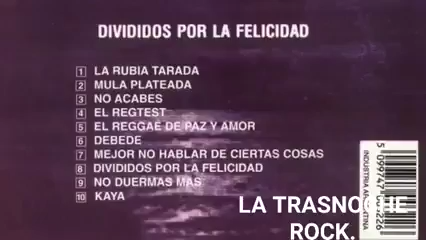 DIVIDIDOS POR LA FELICIDAD
1 LA RUBIA TARADA
2 MULA PLATEADA
3 NO ACABES
4 EL REGTEST
5 EL REGGAE DE PAZ Y AMOR
6 DEBEDE
7 MEJOR NO HABLAR DE CIERTAS COSAS
8 DIVIDIDOS POR LA FELICIDAD
9 NO DUERMAS MAS
10 KAYA
LA TRASNOCHE
ROCK.
INDUSTRIA